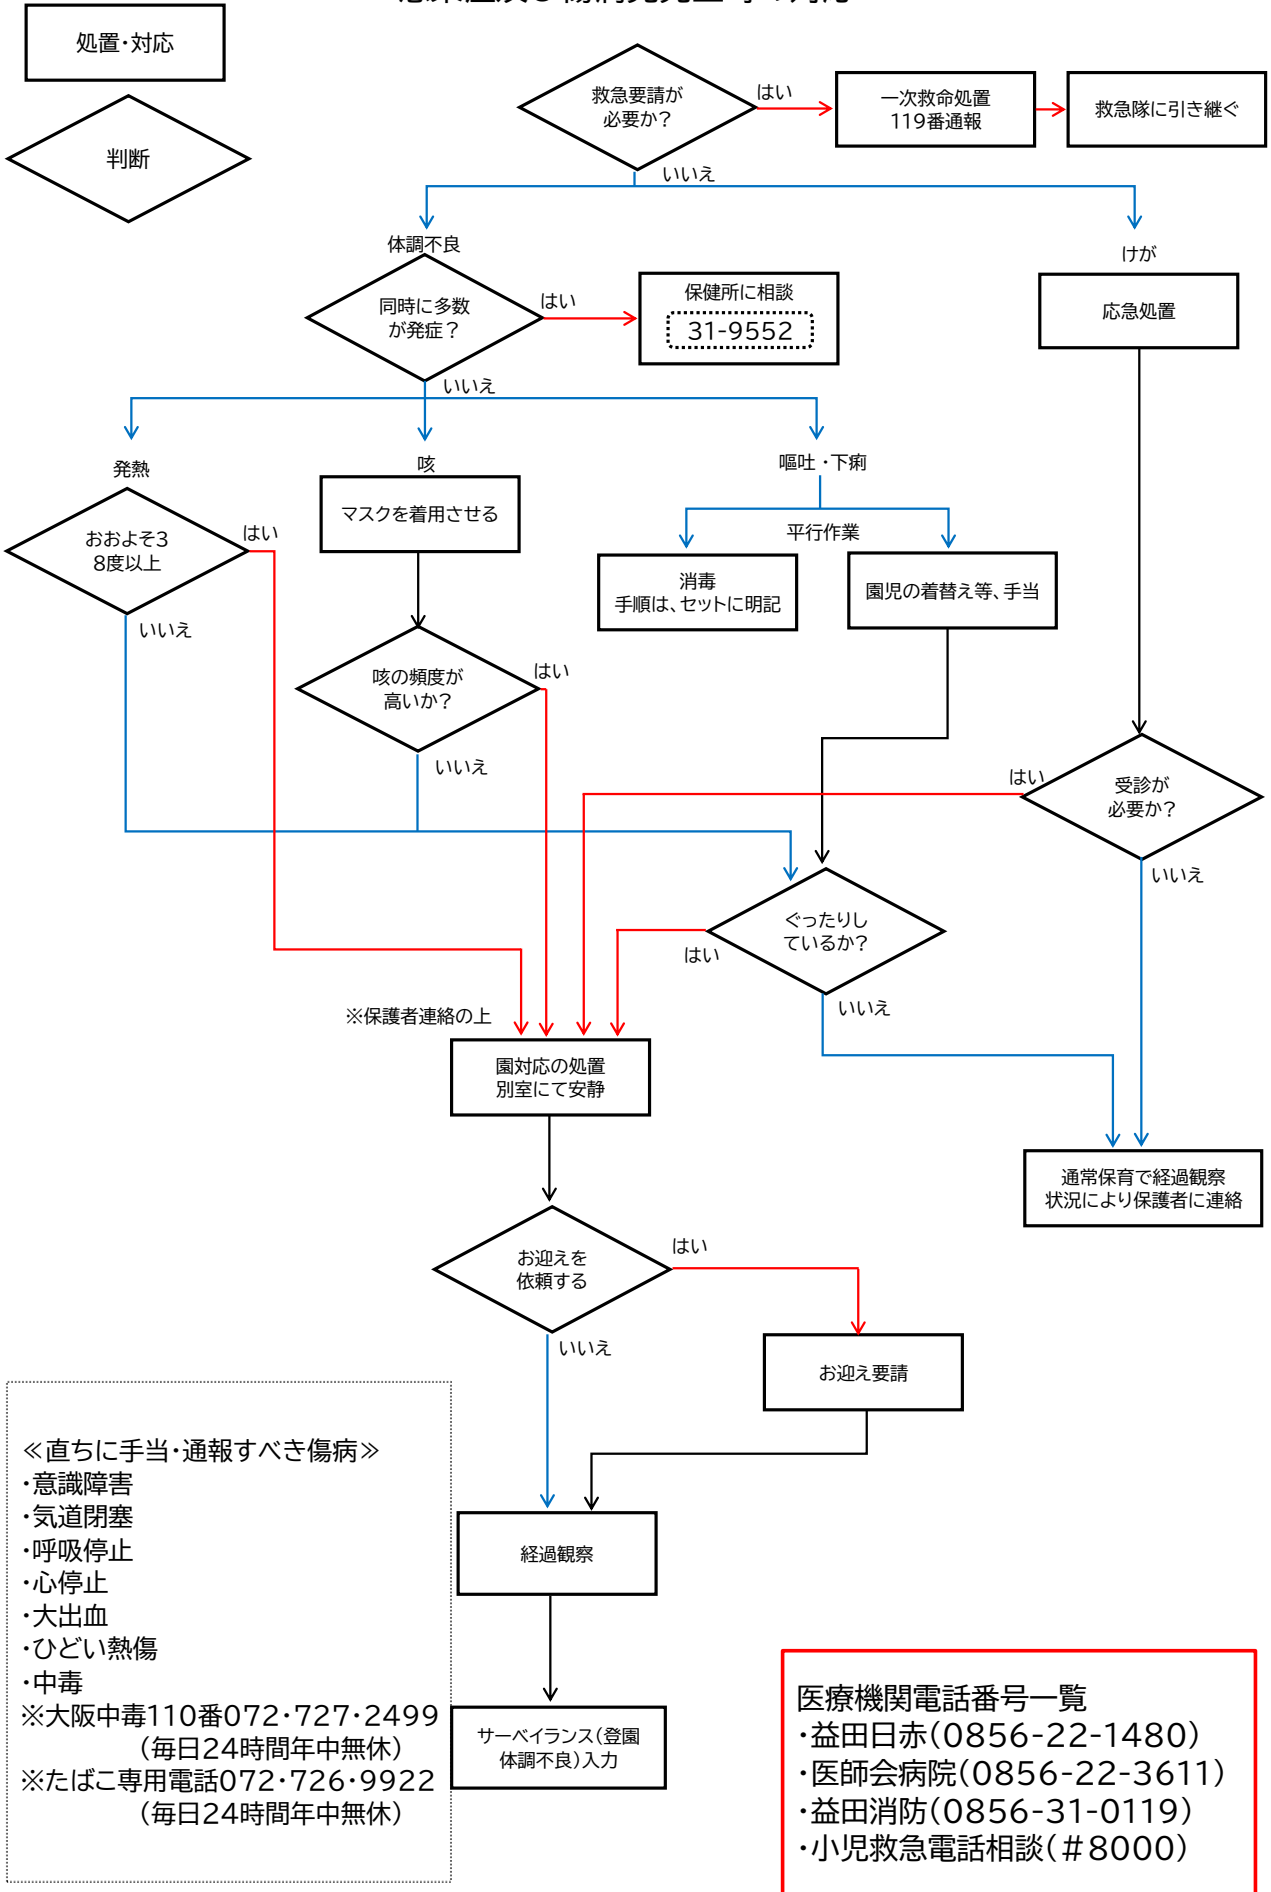 処置・対応
判断
救急要請が
必要か？
はい
一次救命処置
119番通報
救急隊に引き継ぐ
いいえ
体調不良
けが
同時に多数
が発症？
はい
保健所に相談
31-9552
応急処置
いいえ
発熱
咳
嘔吐・下痢
おおよそ3
8度以上
はい
いいえ
マスクを着用させる
平行作業
消毒
手順は、セットに明記
園児の着替え等、手当
咳の頻度が
高いか？
はい
いいえ
受診が
必要か？
はい
いいえ
ぐったりし
ているか？
はい
いいえ
※保護者連絡の上
園対応の処置
別室にて安静
通常保育で経過観察
状況により保護者に連絡
お迎えを
依頼する
はい
いいえ
お迎え要請
経過観察
サーベイランス(登園
体調不良)入力
≪直ちに手当・通報すべき傷病≫
・意識障害
・気道閉塞
・呼吸停止
・心停止
・大出血
・ひどい熱傷
・中毒
※大阪中毒110番072・727・2499
(毎日24時間年中無休)
※たばこ専用電話072・726・9922
(毎日24時間年中無休)
医療機関電話番号一覧
・益田日赤(0856-22-1480)
・医師会病院(0856-22-3611)
・益田消防(0856-31-0119)
・小児救急電話相談(＃8000)